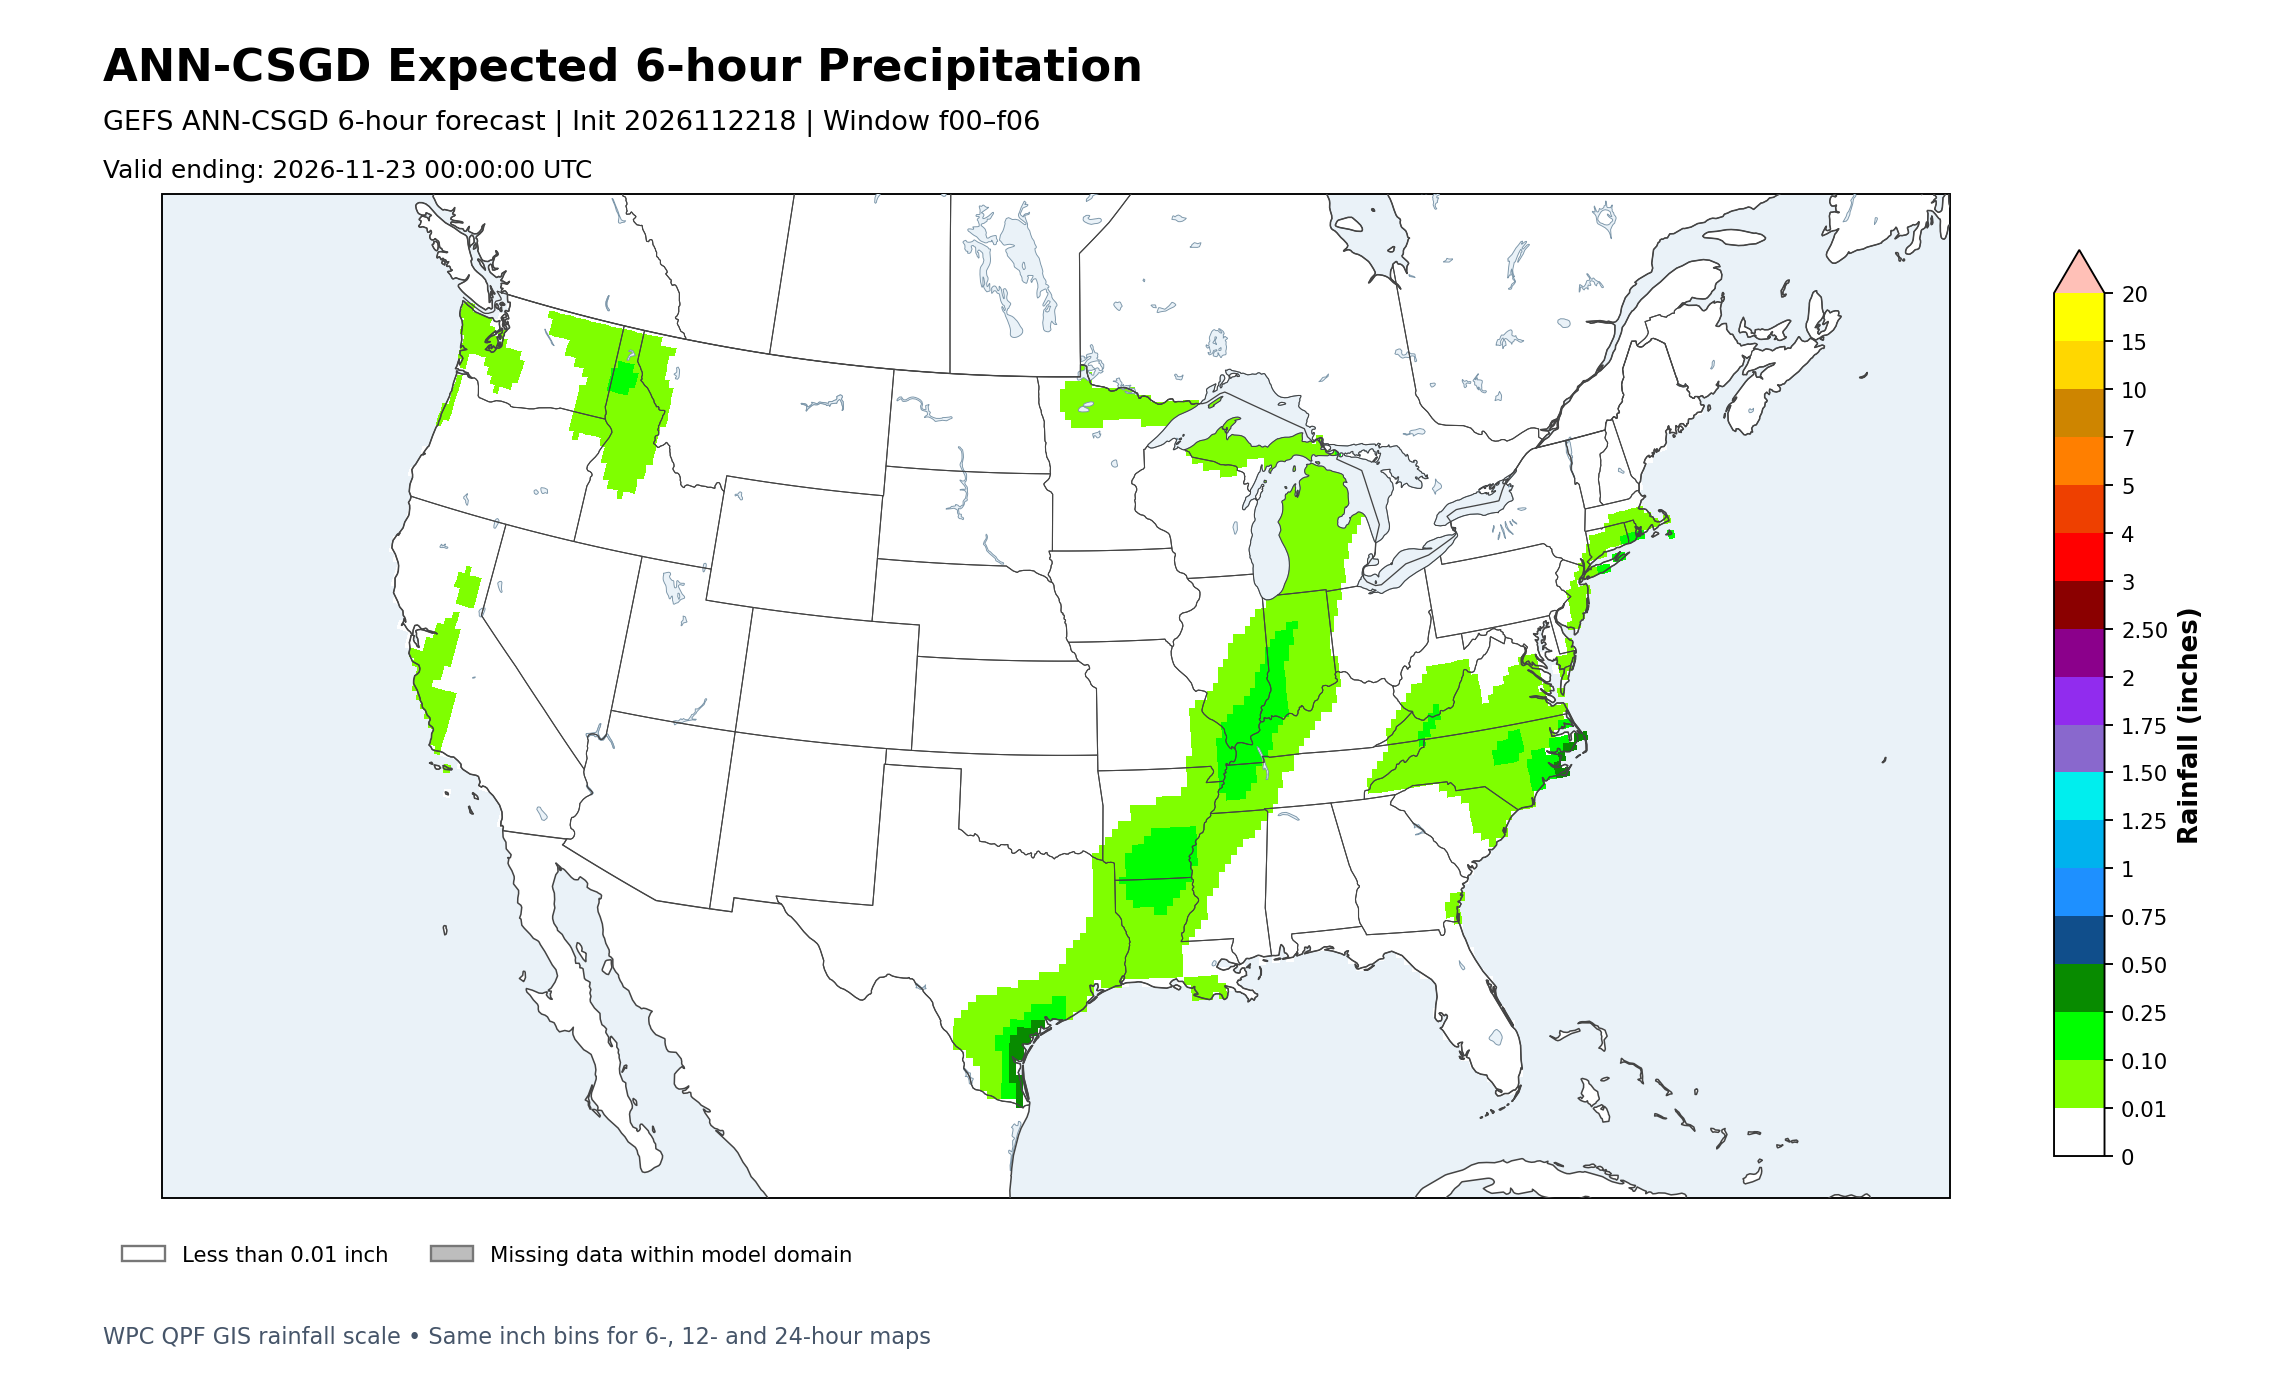 ANN-CSGD Expected 6-hour Precipitation
GEFS ANN-CSGD 6-hour forecast | Init 2026112218 | Window f00–f06
Valid ending: 2026-11-23 00:00:00 UTC
20
15
10
7
5
4
3
2.50
2
1.75
1.50
1.25
1
0.75
0.50
0.25
0.10
0.01
0
Rainfall (inches)
Less than 0.01 inch
Missing data within model domain
WPC QPF GIS rainfall scale • Same inch bins for 6-, 12- and 24-hour maps